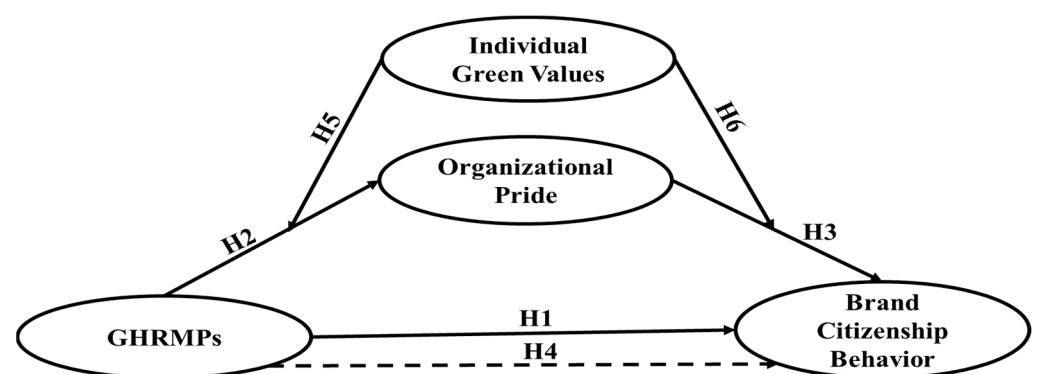 Individual
Green Values
H5
H6
Organizational
Pride
H2
H3
GHRMPs
H1
H4
Brand
Citizenship
Behavior